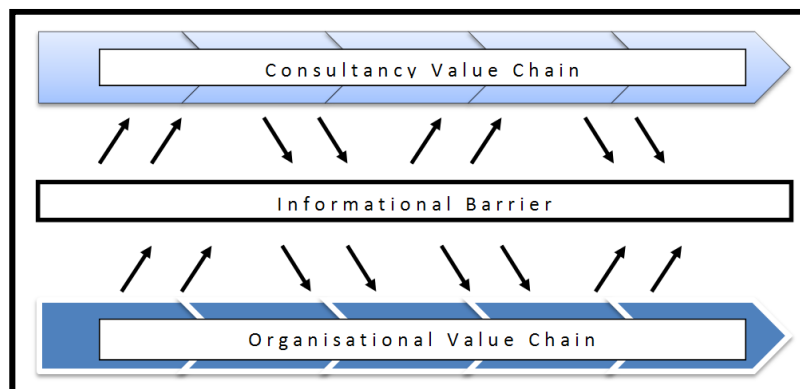 Consultancy Value Chain
Informational Barrier
Organisational Value Chain